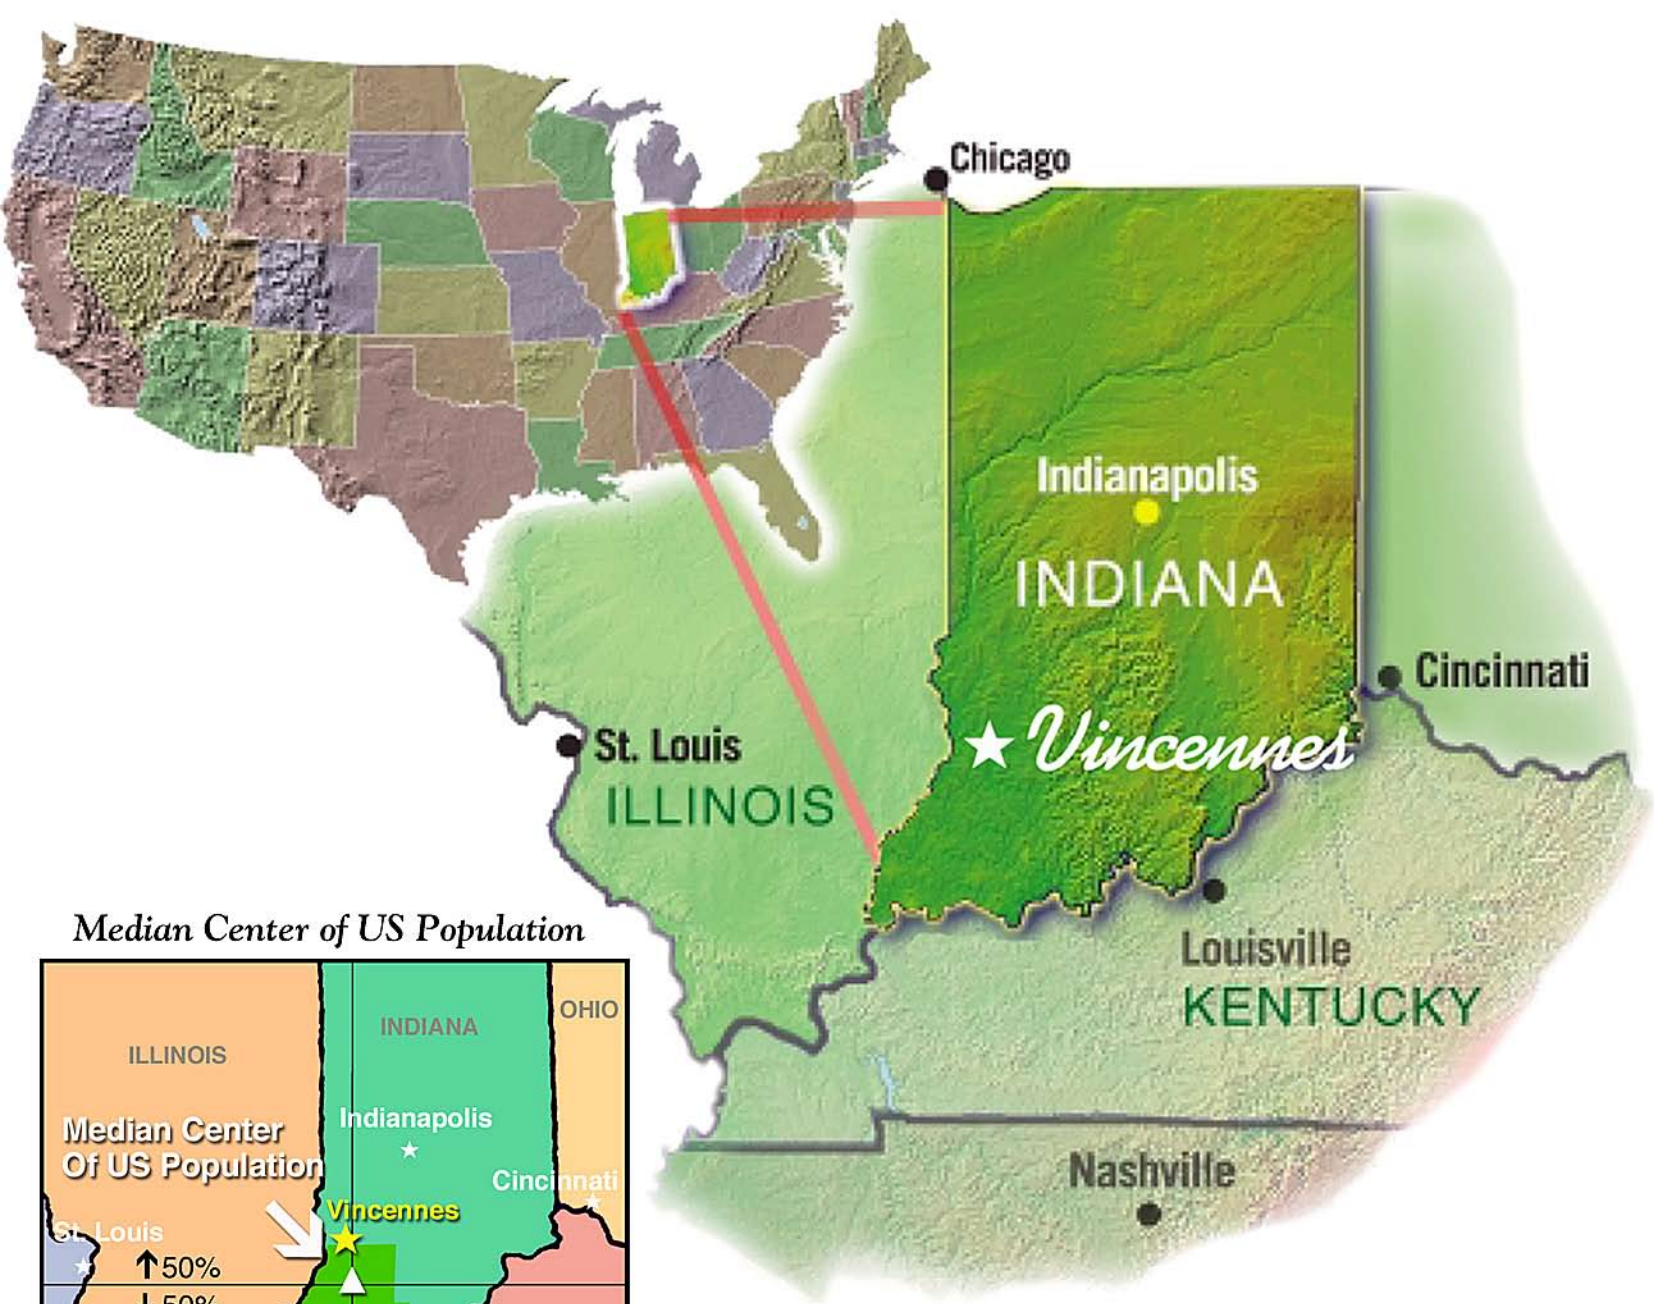 Chicago
Indianapolis
INDIANA
Cincinnati
Vincennes
St. Louis
ILLINOIS
Louisville
KENTUCKY
Nashville
Median Center of US Population
OHIO
INDIANA
ILLINOIS
Indianapolis
Median Center
Of US Population
Cincinnati
Vincennes
St. Louis
↑50%
↓50%